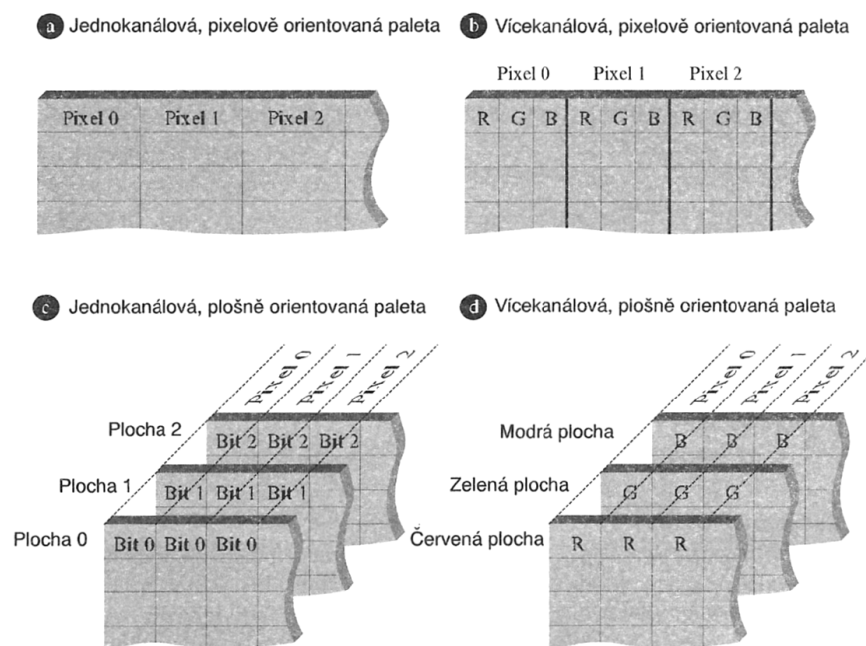 a Jednokanálová, pixelově orientovaná paleta
Pixel 0 Pixel 1 Pixel 2
b Vícekanálová, pixelově orientovaná paleta
Pixel 0 Pixel 1 Pixel 2
R G B R G B R G B
c Jednokanálová, plošně orientovaná paleta
Pixel 0 Pixel 1 Pixel 2
Plocha 2 Bit 2 Bit 2 Bit 2
Plocha 1 Bit 1 Bit 1 Bit 1
Plocha 0 Bit 0 Bit 0 Bit 0
d Vícekanálová, plošně orientovaná paleta
Pixel 0 Pixel 1 Pixel 2
Modrá plocha B B B
Zelená plocha G G G
Červená plocha R R R